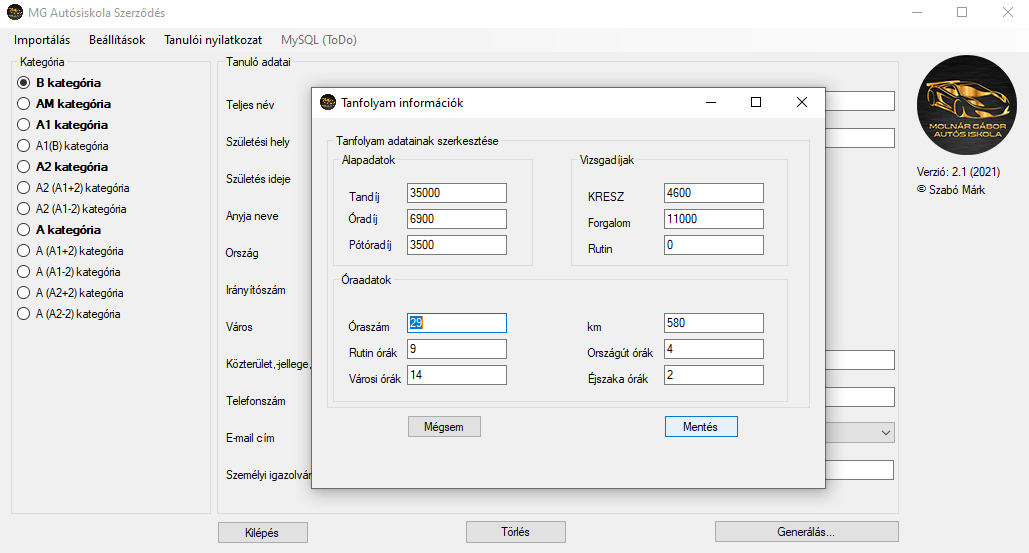 MG Autósiskola Szerződés
Importálás Beállítások Tanulói nyilatkozat MySQL (ToDo)
Kategória
B kategória
AM kategória
A1 kategória
A1(B) kategória
A2 kategória
A2 (A1+2) kategória
A2 (A1-2) kategória
A kategória
A (A1+2) kategória
A (A1-2) kategória
A (A2+2) kategória
A (A2-2) kategória
Tanuló adatai
Teljes név
Születési hely
Születés ideje
Anyja neve
Ország
Irányítószám
Város
Közterület,-jellege,
Telefonszám
E-mail cím
Személyi igazolván
Tanfolyam információk
Tanfolyam adatainak szerkesztése
Alapadatok
Tandíj 35000
Óradíj 6900
Pótóradíj 3500
Vizsgadíjak
KRESZ 4600
Forgalom 11000
Rutin 0
Óraadatok
Óraszám 29
Rutin órák 9
Városi órák 14
km 580
Országút órák 4
Éjszaka órák 2
Mégsem Mentés
MOLNÁR GÁBOR
AUTÓS ISKOLA
Verzió: 2.1 (2021)
© Szabó Márk
Kilépés Törlés Generálás...